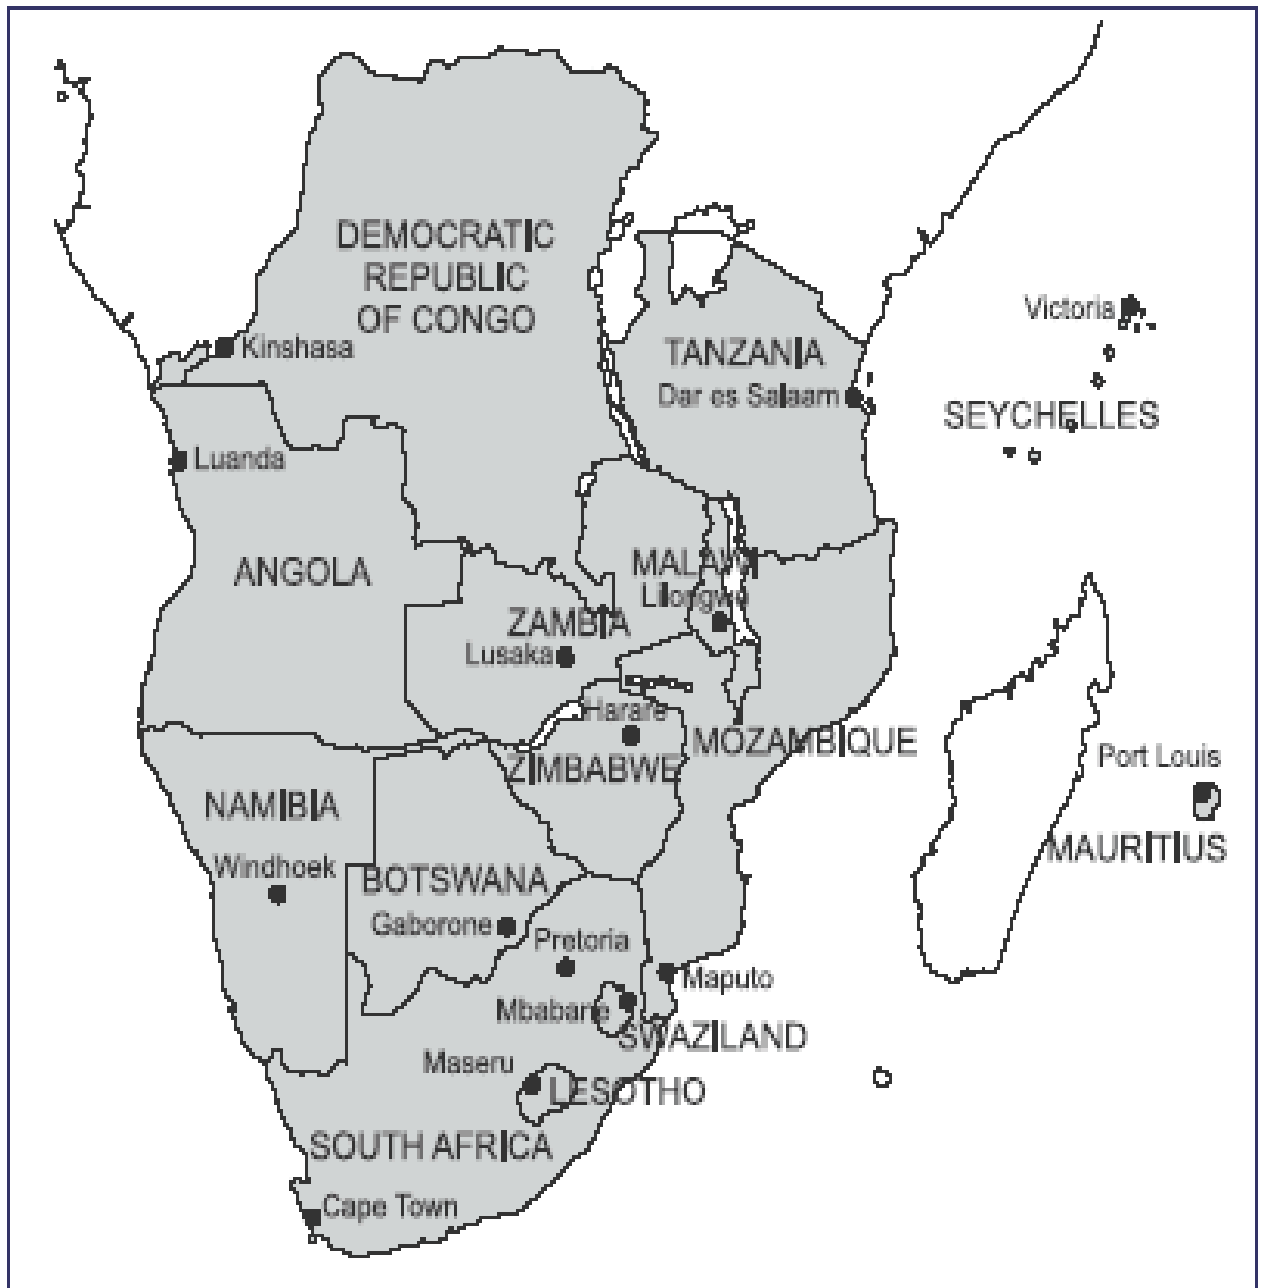 DEMOCRATIC
REPUBLIC
OF CONGO
Kinshasa
Victoria
TANZANIA
Dar es Salaam
SEYCHELLES
Luanda
ANGOLA
MALAWI
Lilongwe
ZAMBIA
Lusaka
Harare
MOZAMBIQUE
ZIMBABWE
Port Louis
NAMIBIA
MAURITIUS
Windhoek
BOTSWANA
Gaborone
Pretoria
Maputo
Mbabane
SWAZILAND
Maseru
LESOTHO
SOUTH AFRICA
Cape Town